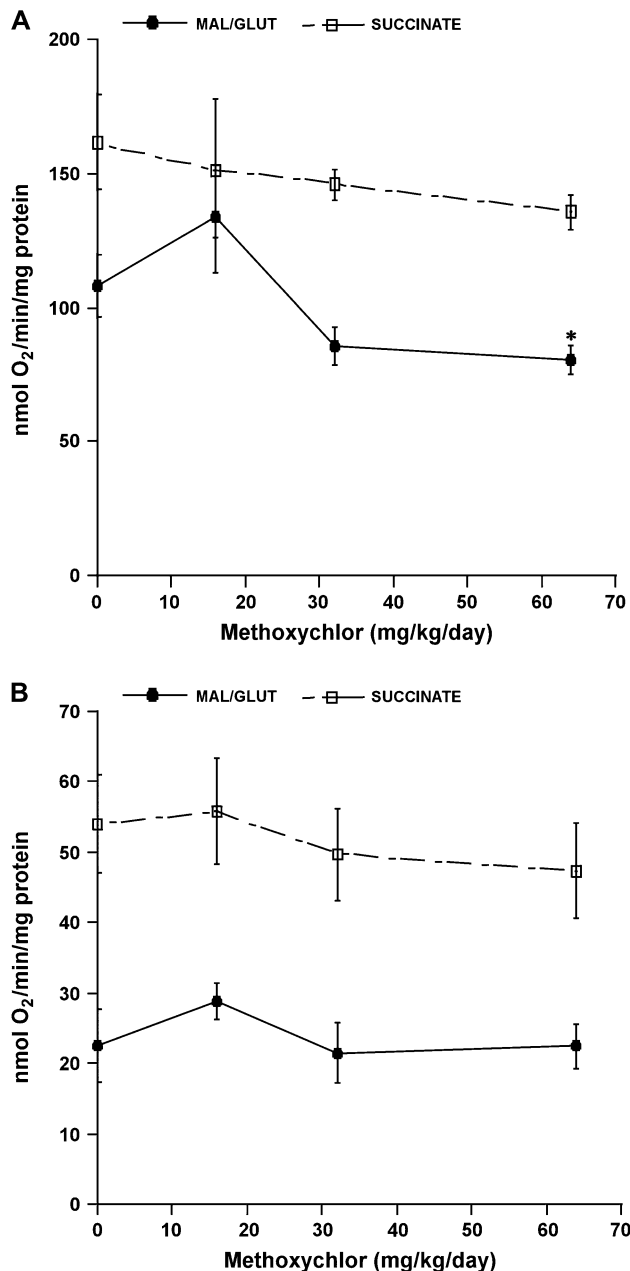 A
MAL/GLUT SUCCINATE
200
150
100
50
0
nmol O2/min/mg protein
*
0 10 20 30 40 50 60 70
Methoxychlor (mg/kg/day)
B
MAL/GLUT SUCCINATE
70
60
50
40
30
20
10
0
nmol O2/min/mg protein
0 10 20 30 40 50 60 70
Methoxychlor (mg/kg/day)